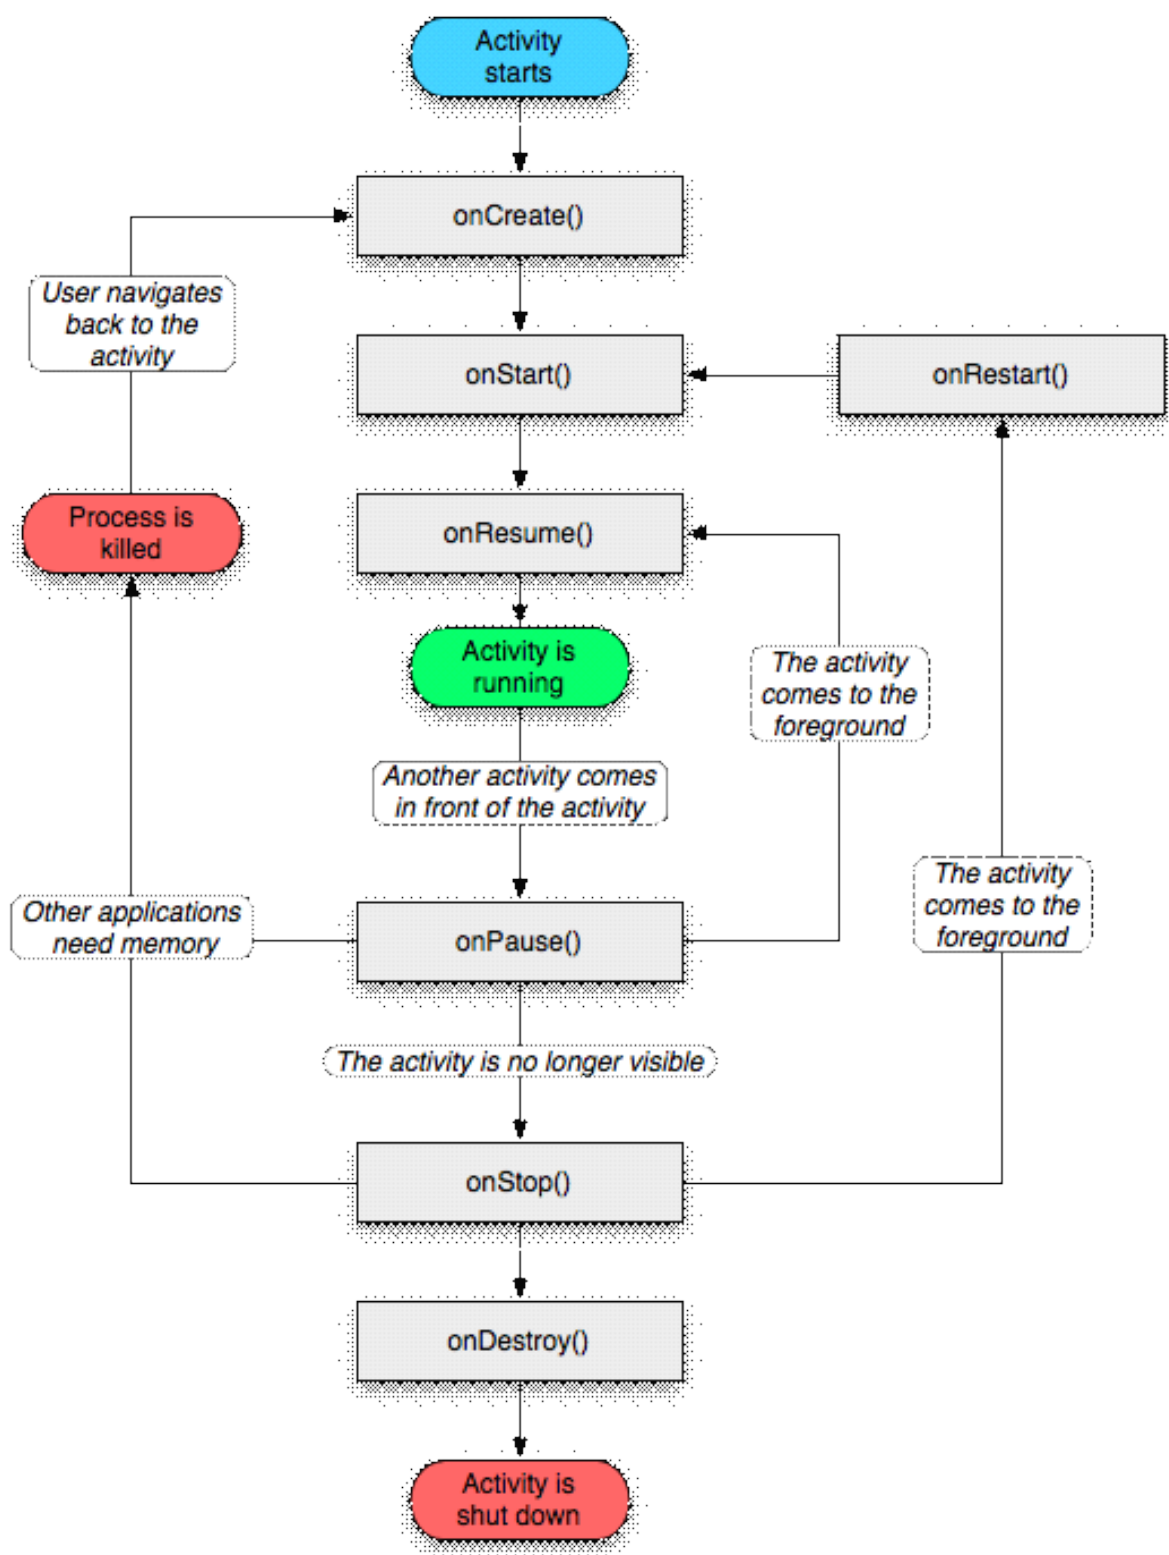 Activity
starts
onCreate()
User navigates
back to the
activity
onStart()
onRestart()
Process is
killed
onResume()
Activity is
running
The activity
comes to the
foreground
Another activity comes
in front of the activity
The activity
comes to the
foreground
Other applications
need memory
onPause()
The activity is no longer visible
onStop()
onDestroy()
Activity is
shut down